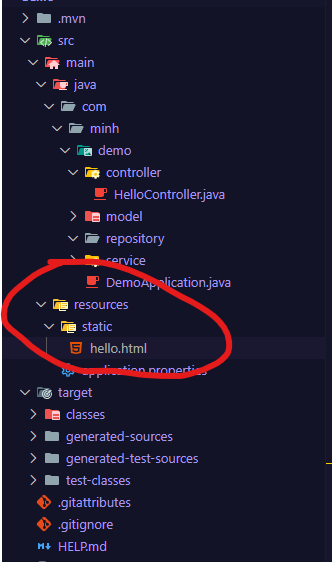 .mvn
src
main
java
com
minh
demo
controller
HelloController.java
model
repository
service
DemoApplication.java
resources
static
hello.html
application.properties
target
classes
generated-sources
generated-test-sources
test-classes
.gitattributes
.gitignore
HELP.md